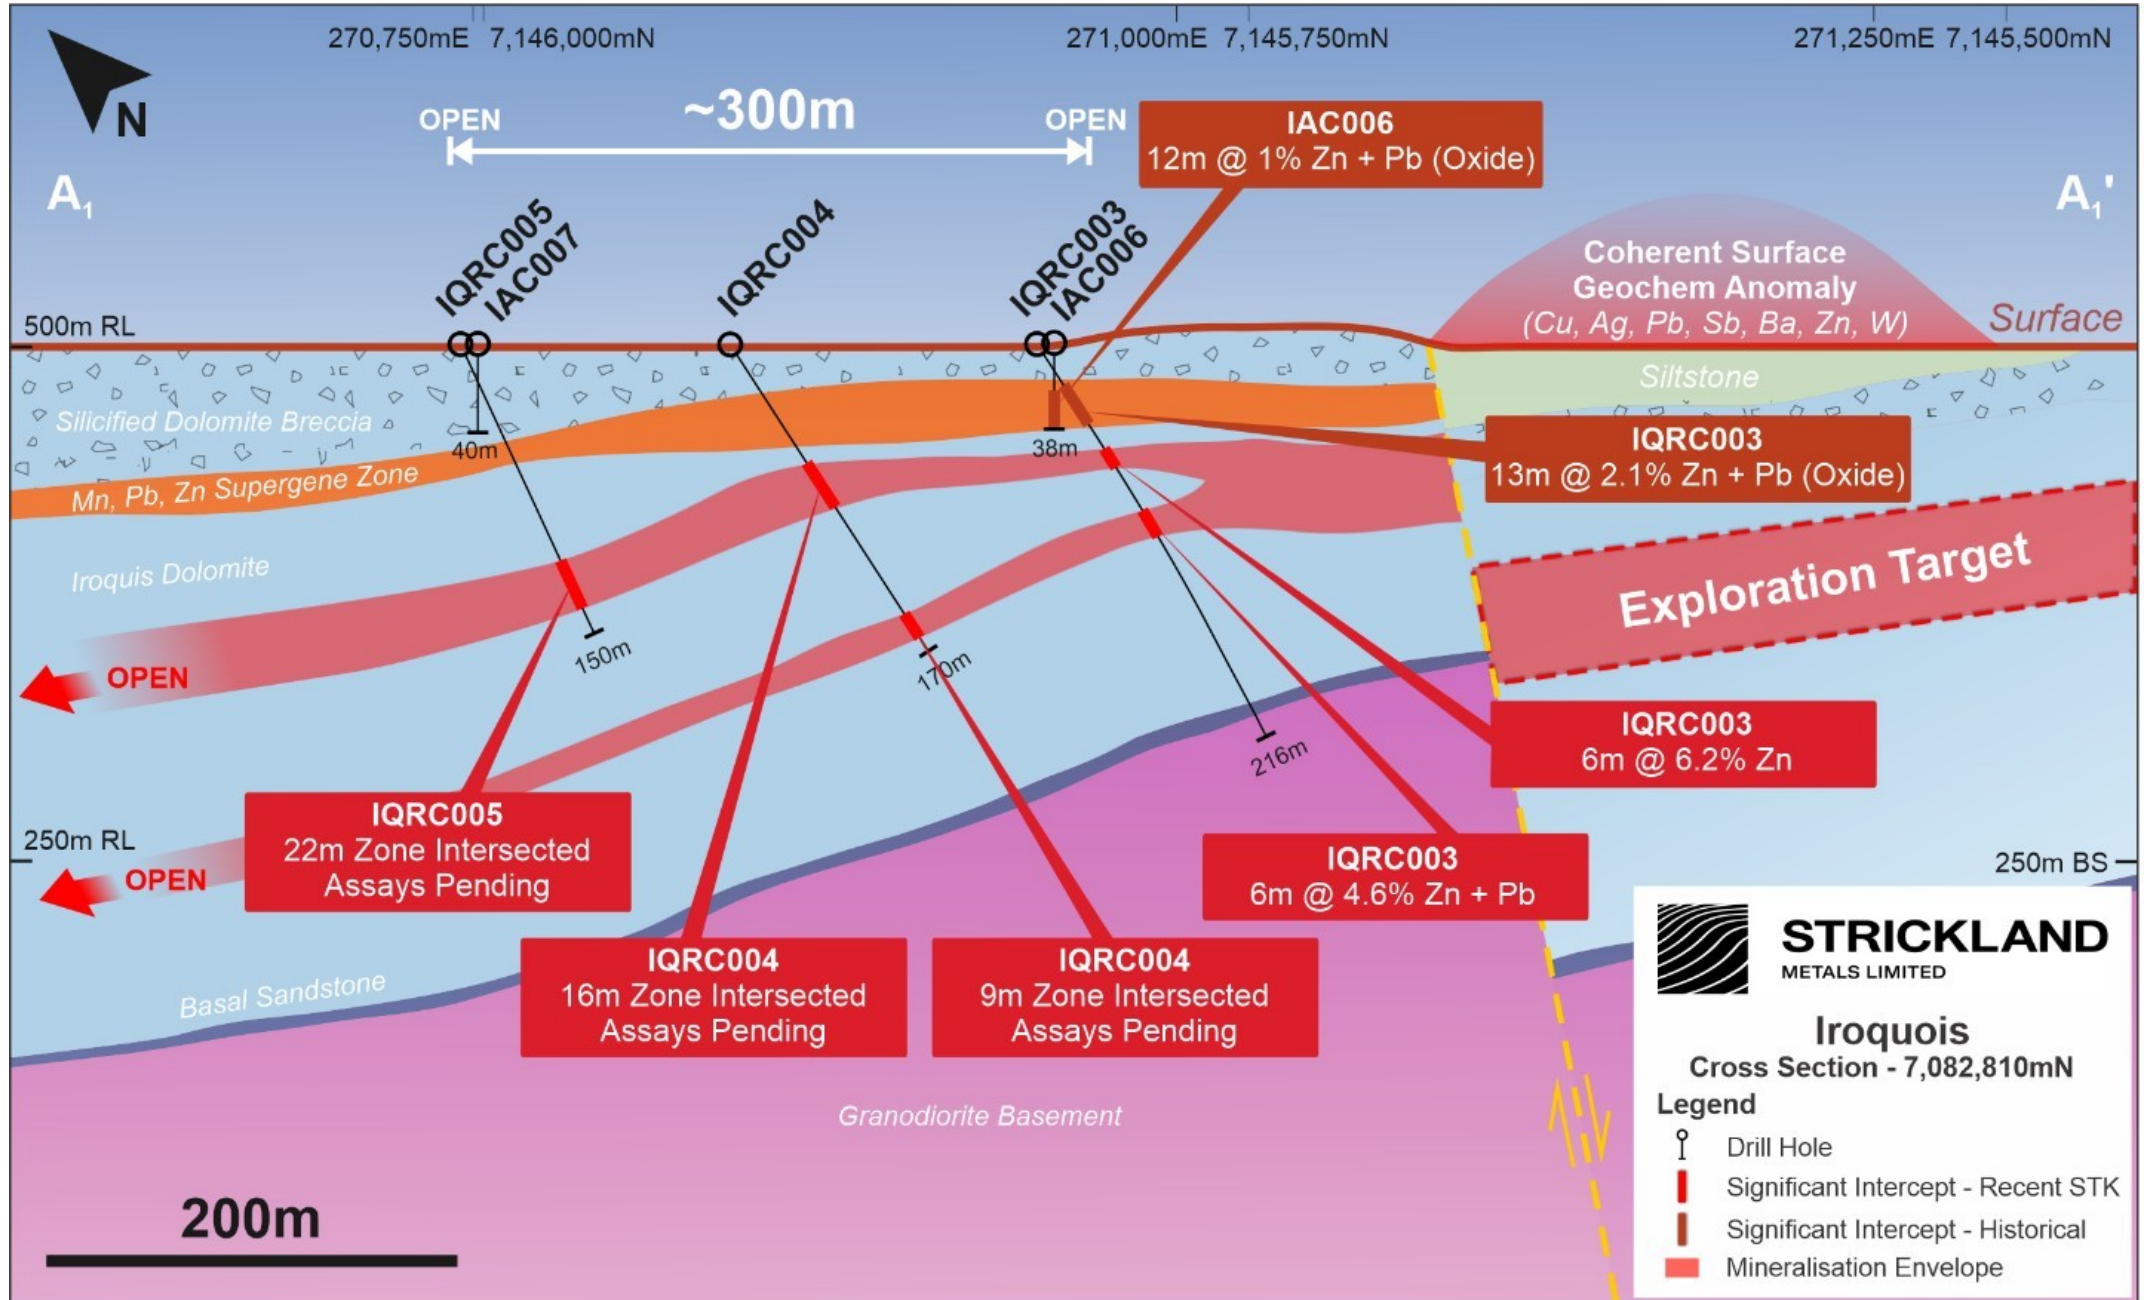 270,750mE 7,146,000mN
271,000mE 7,145,750mN
271,250mE 7,145,500mN
N
OPEN
~300m
OPEN
IAC006
12m @ 1% Zn + Pb (Oxide)
A1
A1'
IQRC005
IAC007
IQRC004
IQRC003
IAC006
Coherent Surface
Geochem Anomaly
(Cu, Ag, Pb, Sb, Ba, Zn, W)
Surface
500m RL
Siltstone
Silicified Dolomite Breccia
40m
38m
IQRC003
13m @ 2.1% Zn + Pb (Oxide)
Mn, Pb, Zn Supergene Zone
Iroquis Dolomite
Exploration Target
150m
170m
OPEN
216m
IQRC003
6m @ 6.2% Zn
IQRC005
22m Zone Intersected
Assays Pending
250m RL
OPEN
IQRC003
6m @ 4.6% Zn + Pb
250m BS
IQRC004
16m Zone Intersected
Assays Pending
IQRC004
9m Zone Intersected
Assays Pending
Basal Sandstone
Granodiorite Basement
200m
STRICKLAND
METALS LIMITED
Iroquois
Cross Section - 7,082,810mN
Legend
Drill Hole
Significant Intercept - Recent STK
Significant Intercept - Historical
Mineralisation Envelope